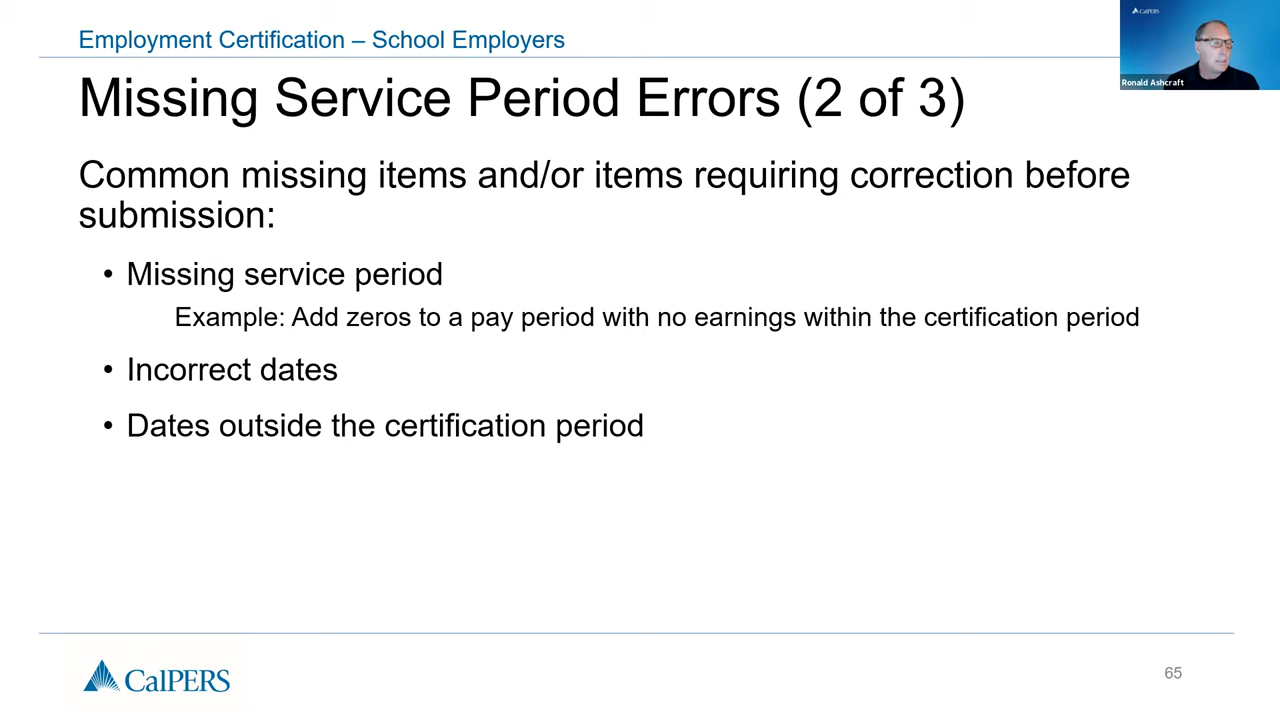 Employment Certification – School Employers
CalPERS
Ronald Ashcraft
Missing Service Period Errors (2 of 3)
Common missing items and/or items requiring correction before
submission:
• Missing service period
Example: Add zeros to a pay period with no earnings within the certification period
• Incorrect dates
• Dates outside the certification period
CalPERS
65